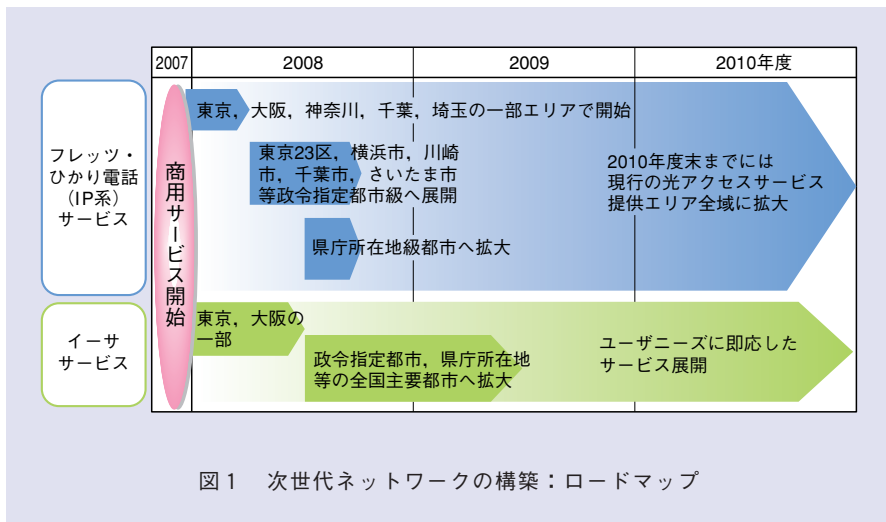 2007
2008
2009
2010年度
フレッツ・
ひかり電話
（IP系）
サービス
商用サービス開始
東京，大阪，神奈川，千葉，埼玉の一部エリアで開始
東京23区，横浜市，川崎
市，千葉市，さいたま市
等政令指定都市級へ展開
県庁所在地級都市へ拡大
2010年度末までには
現行の光アクセスサービス
提供エリア全域に拡大
イーサ
サービス
東京，大阪の
一部
政令指定都市，県庁所在地
等の全国主要都市へ拡大
ユーザニーズに即応した
サービス展開
図1　次世代ネットワークの構築：ロードマップ